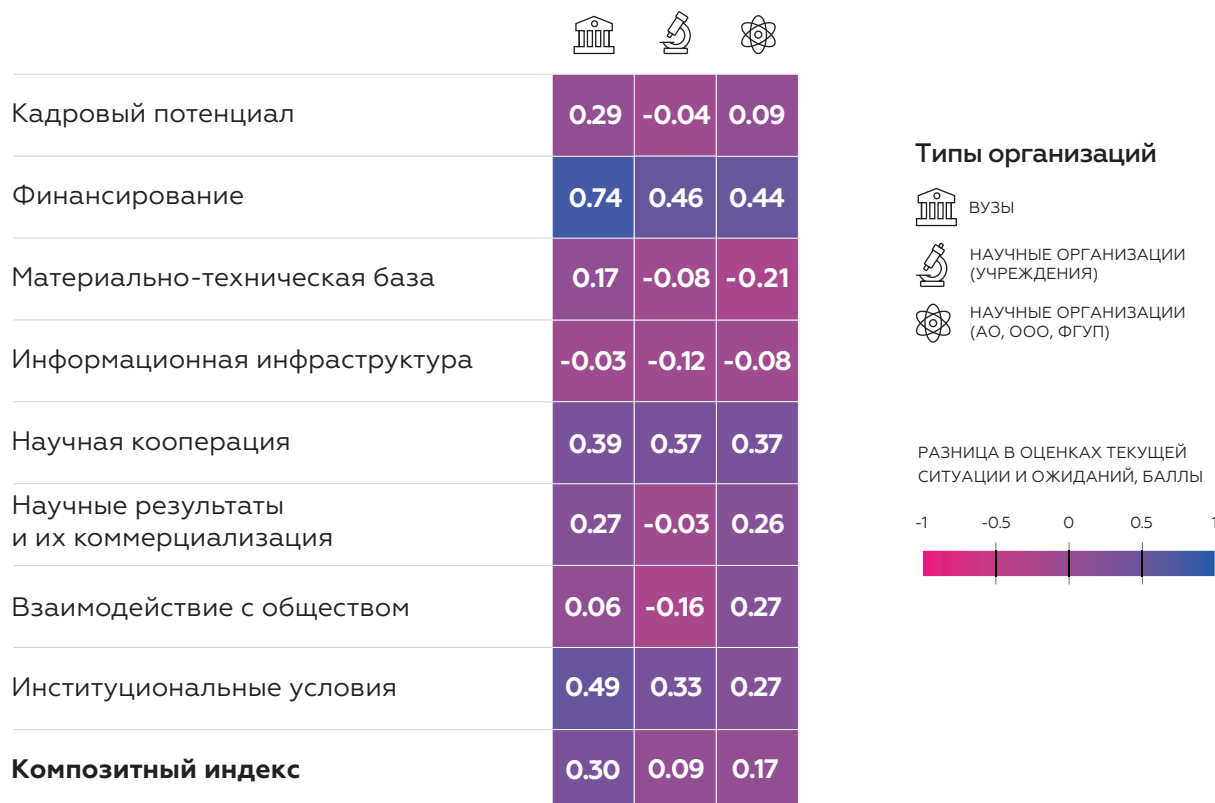 Кадровый потенциал 0.29 -0.04 0.09
Финансирование 0.74 0.46 0.44
Материально-техническая база 0.17 -0.08 -0.21
Информационная инфраструктура -0.03 -0.12 -0.08
Научная кооперация 0.39 0.37 0.37
Научные результаты
и их коммерциализация 0.27 -0.03 0.26
Взаимодействие с обществом 0.06 -0.16 0.27
Институциональные условия 0.49 0.33 0.27
Композитный индекс 0.30 0.09 0.17
Типы организаций
ВУЗЫ
НАУЧНЫЕ ОРГАНИЗАЦИИ
(УЧРЕЖДЕНИЯ)
НАУЧНЫЕ ОРГАНИЗАЦИИ
(АО, ООО, ФГУП)
РАЗНИЦА В ОЦЕНКАХ ТЕКУЩЕЙ
СИТУАЦИИ И ОЖИДАНИЙ, БАЛЛЫ
-1 -0.5 0 0.5 1